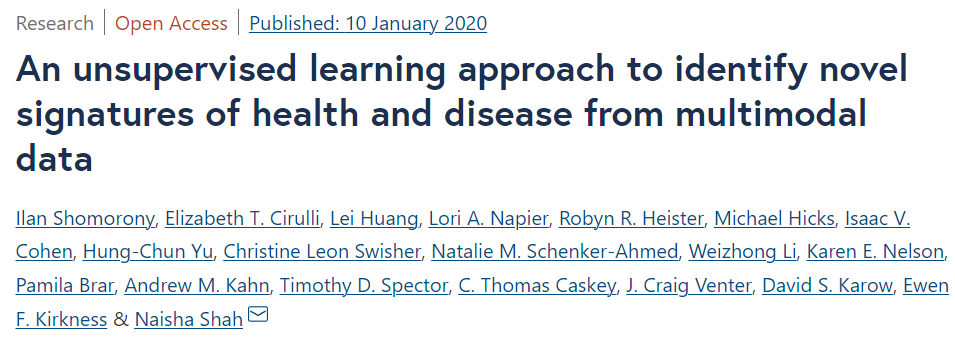 Research | Open Access | Published: 10 January 2020
An unsupervised learning approach to identify novel
signatures of health and disease from multimodal
data
Ilan Shomorony, Elizabeth T. Cirulli, Lei Huang, Lori A. Napier, Robyn R. Heister, Michael Hicks, Isaac V.
Cohen, Hung-Chun Yu, Christine Leon Swisher, Natalie M. Schenker-Ahmed, Weizhong Li, Karen E. Nelson,
Pamila Brar, Andrew M. Kahn, Timothy D. Spector, C. Thomas Caskey, J. Craig Venter, David S. Karow, Ewen
F. Kirkness & Naisha Shah